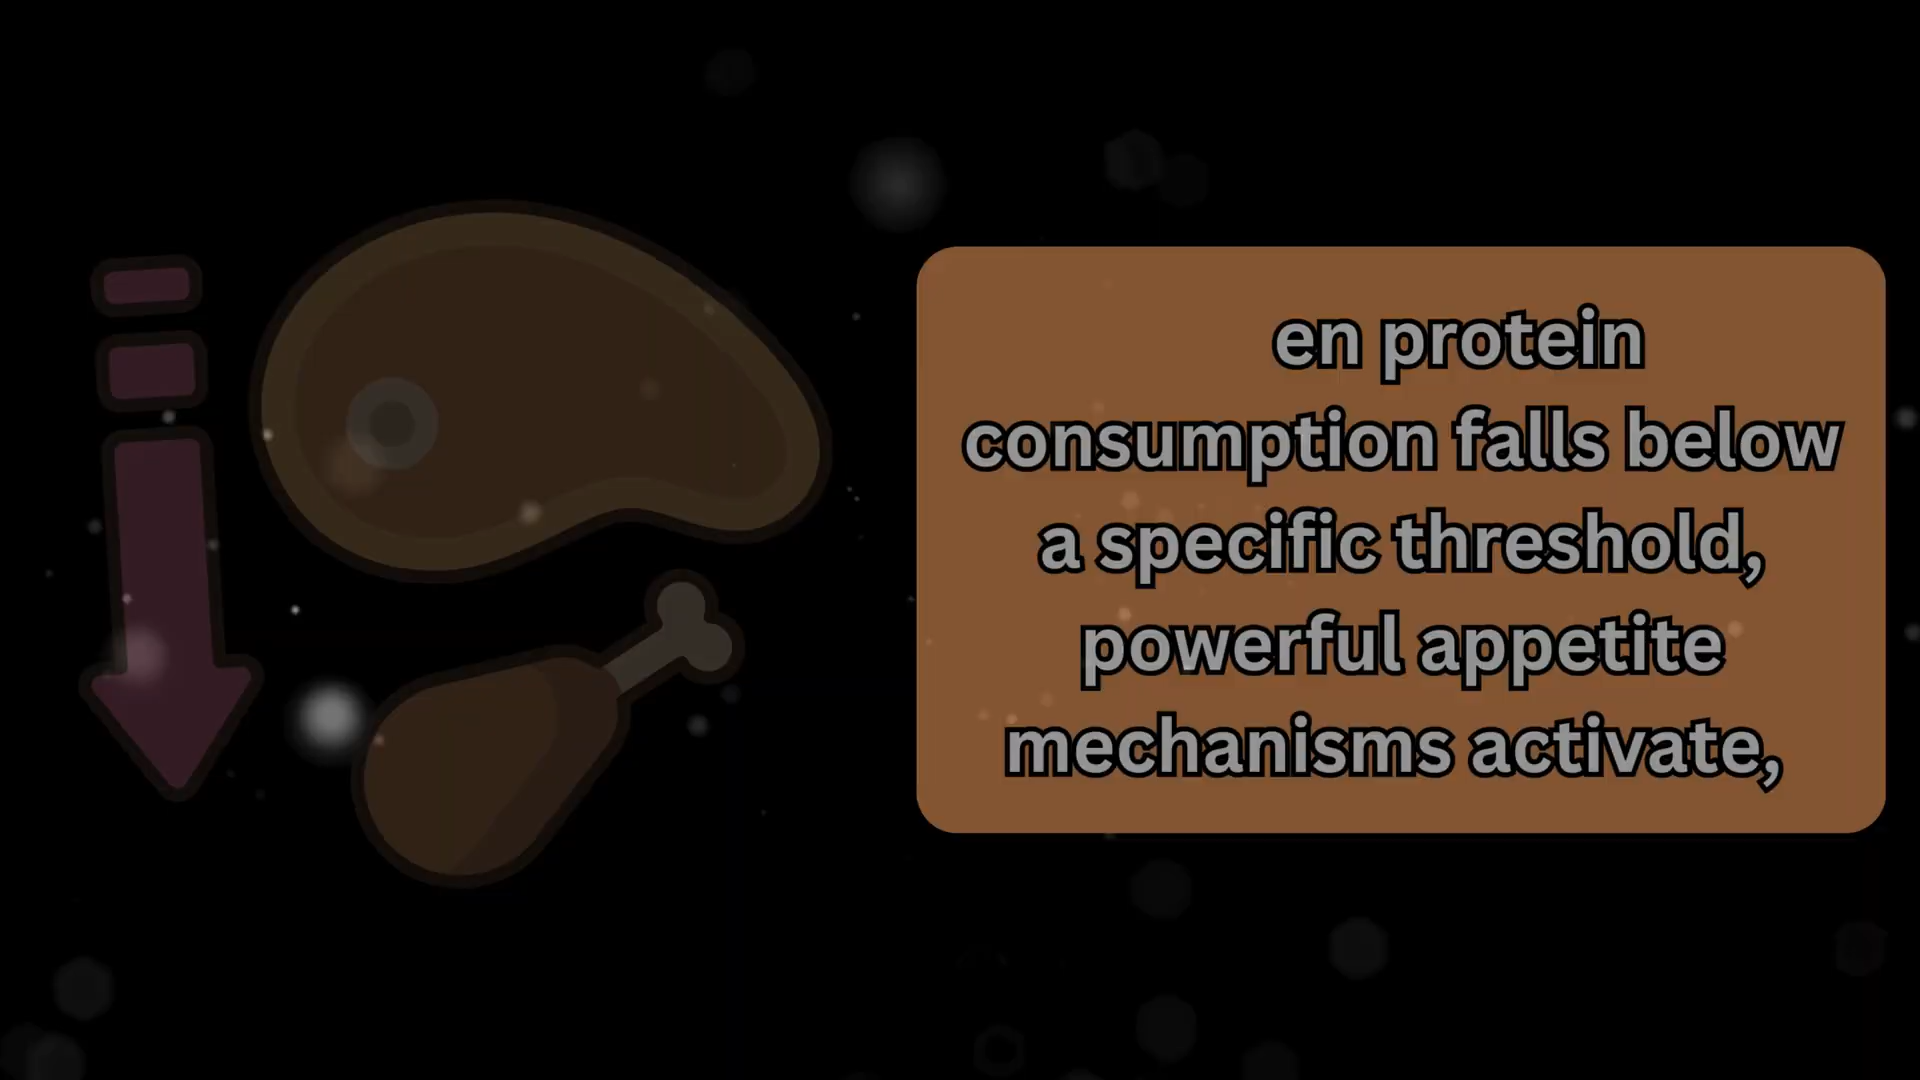 en protein
consumption falls below
a specific threshold,
powerful appetite
mechanisms activate,